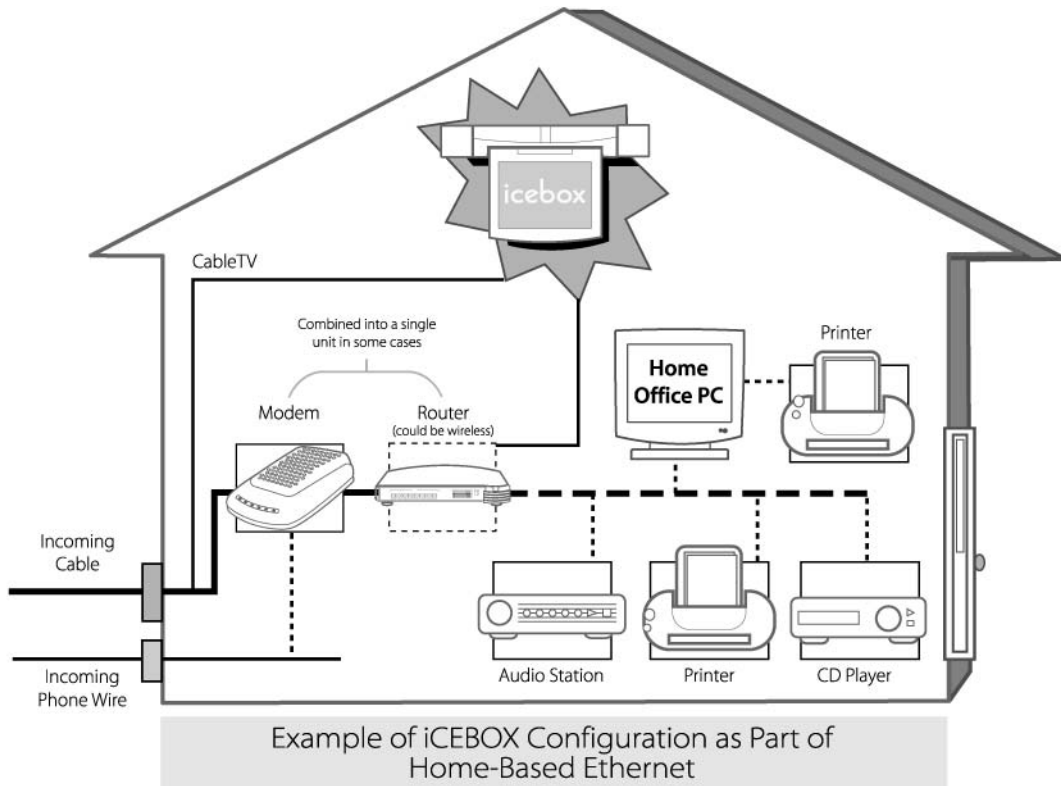 icebox
CableTV
Combined into a single
unit in some cases
Modem
Router
(could be wireless)
Home
Office PC
Printer
Incoming
Cable
Incoming
Phone Wire
Audio Station
Printer
CD Player
Example of iCEBOX Configuration as Part of
Home-Based Ethernet